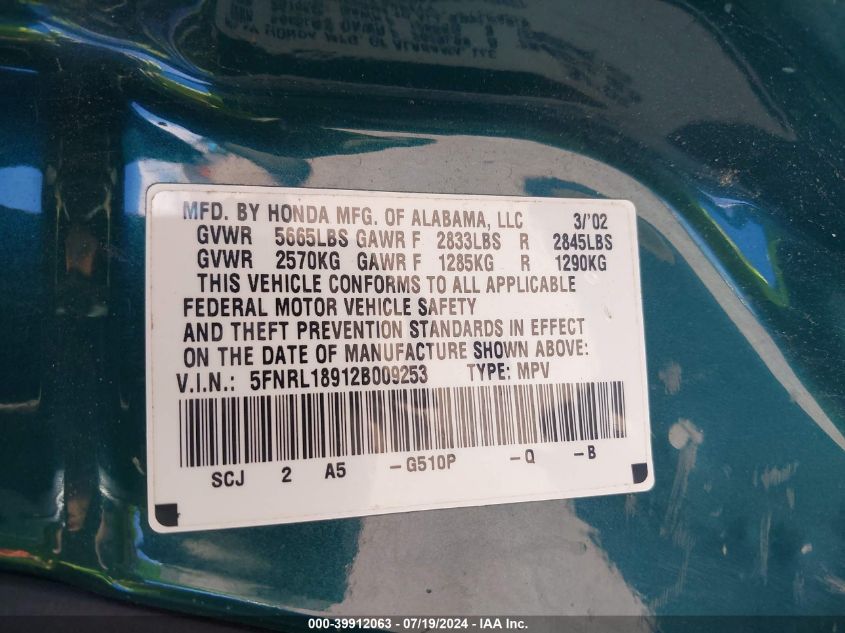 MFD. BY HONDA MFG. OF ALABAMA, LLC 3/'02
GVWR 5665LBS GAWR F 2833LBS R 2845LBS
GVWR 2570KG GAWR F 1285KG R 1290KG
THIS VEHICLE CONFORMS TO ALL APPLICABLE
FEDERAL MOTOR VEHICLE SAFETY
AND THEFT PREVENTION STANDARDS IN EFFECT
ON THE DATE OF MANUFACTURE SHOWN ABOVE:
V.I.N.: 5FNRL18912B009253 TYPE: MPV
SCJ 2 A5 -G510P -Q -B
000-39912063 - 07/19/2024 - IAA, Inc.